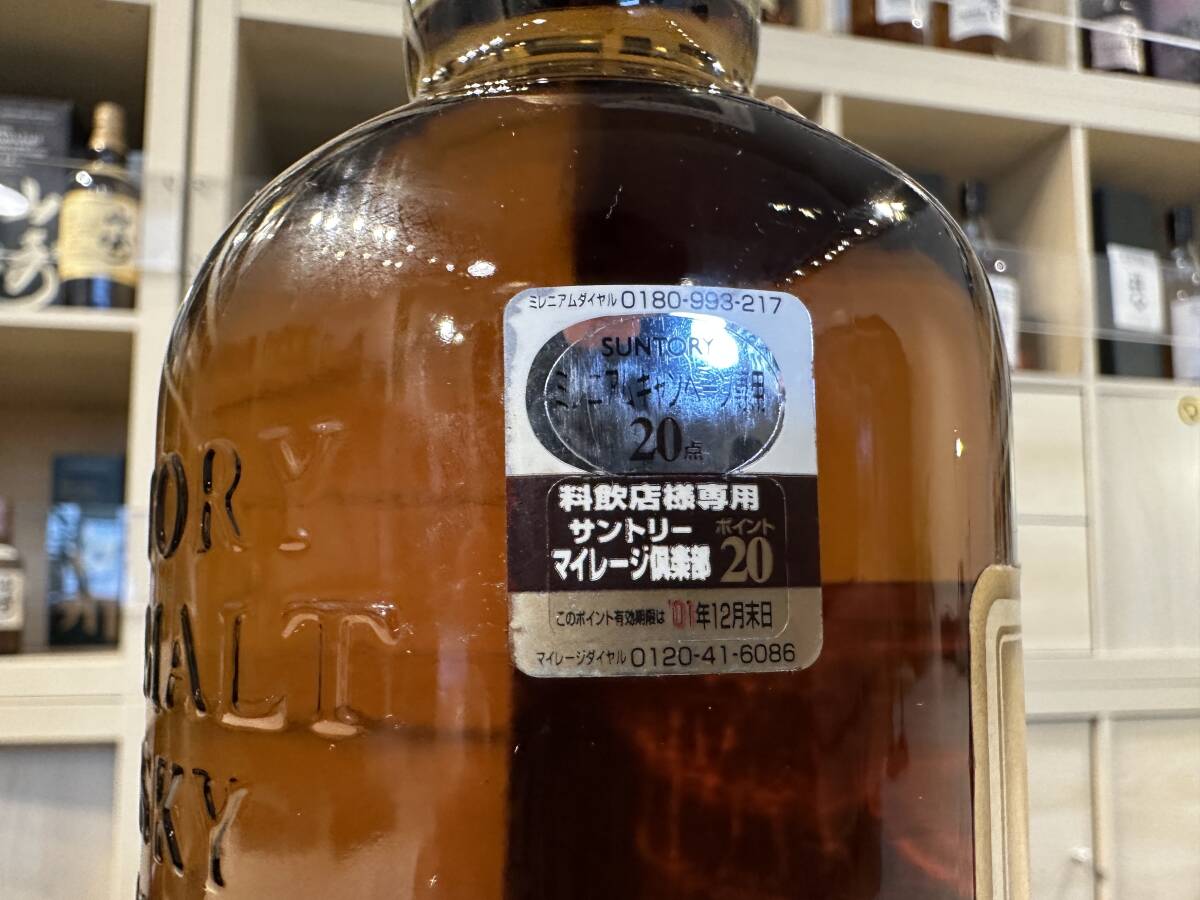 ミレニアムダイヤル 0180-993-217
SUNTORY
ミレニアムキャンペーン専用
20点
料飲店様専用
サントリー
マイレージ倶楽部
ポイント
20
このポイント有効期限は '01年12月末日
マイレージダイヤル 0120-41-6086
ORY
MALT
SKY